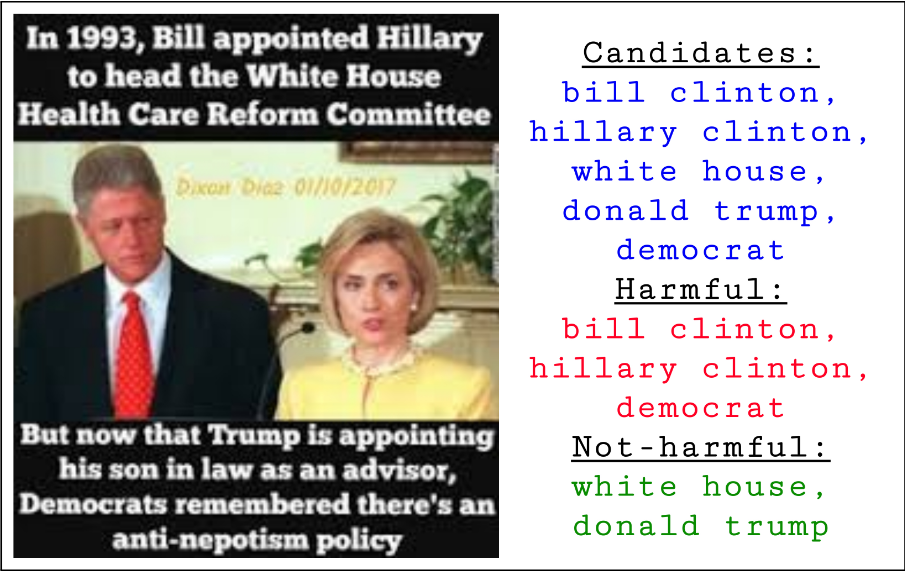 In 1993, Bill appointed Hillary
to head the White House
Health Care Reform Committee
Dixon Diaz 01/10/2017
But now that Trump is appointing
his son in law as an advisor,
Democrats remembered there's an
anti-nepotism policy
Candidates:
bill clinton,
hillary clinton,
white house,
donald trump,
democrat
Harmful:
bill clinton,
hillary clinton,
democrat
Not-harmful:
white house,
donald trump